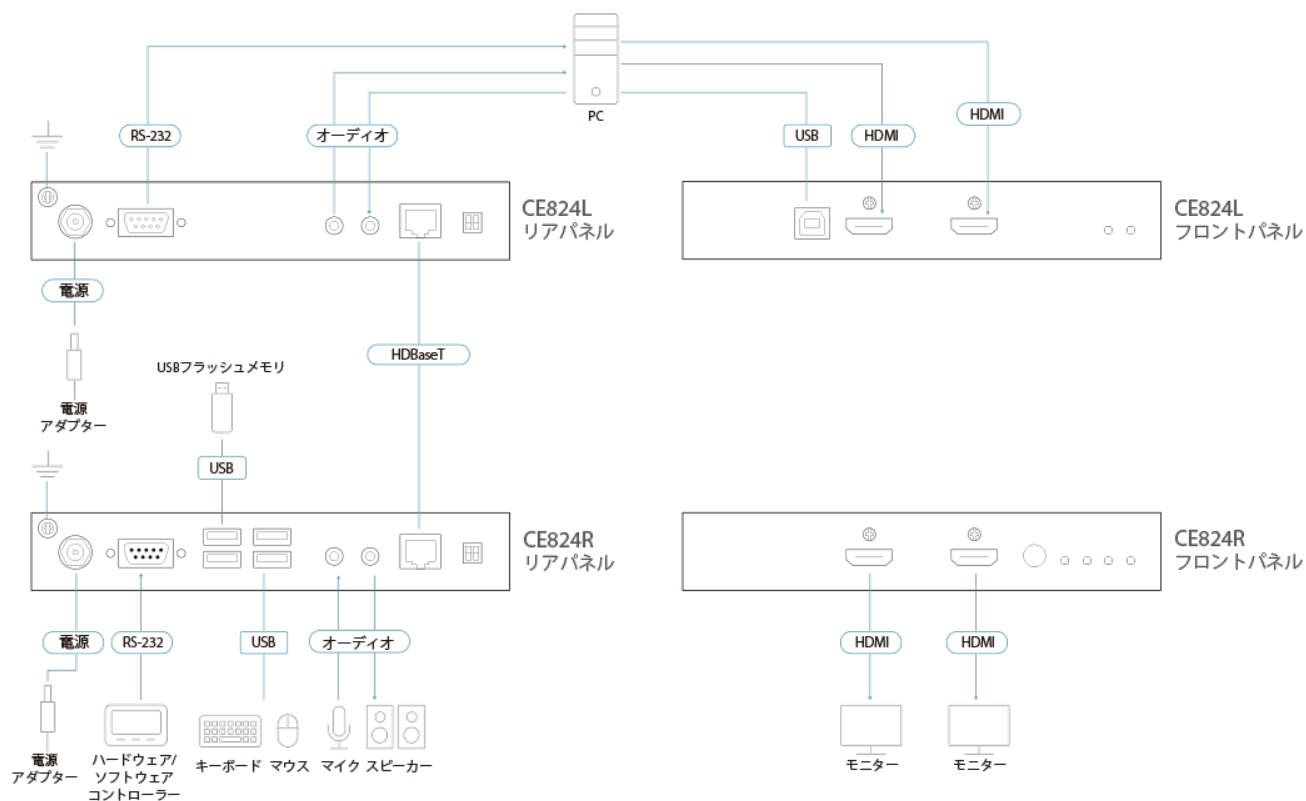 PC
RS-232
オーディオ
USB
HDMI
HDMI
CE824L
リアパネル
CE824L
フロントパネル
電源
HDBaseT
USBフラッシュメモリ
電源
アダプター
USB
CE824R
リアパネル
CE824R
フロントパネル
電源
RS-232
USB
オーディオ
HDMI
HDMI
電源
アダプター
ハードウェア/
ソフトウェア
コントローラー
キーボード
マウス
マイク
スピーカー
モニター
モニター